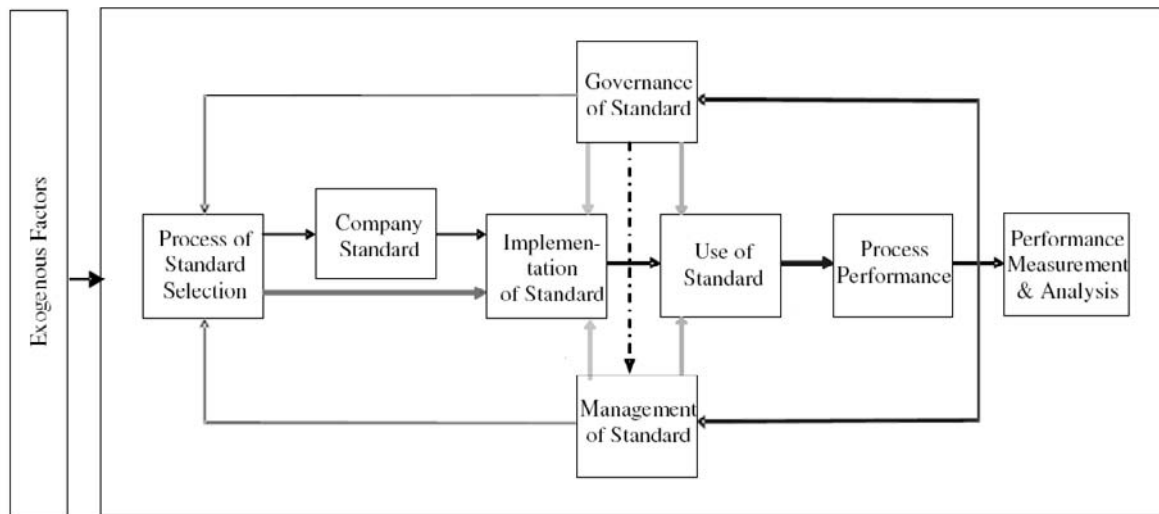 Exogenous Factors
Governance
of Standard
Process of
Standard
Selection
Company
Standard
Implemen-
tation
of Standard
Use of
Standard
Process
Performance
Performance
Measurement
& Analysis
Management
of Standard